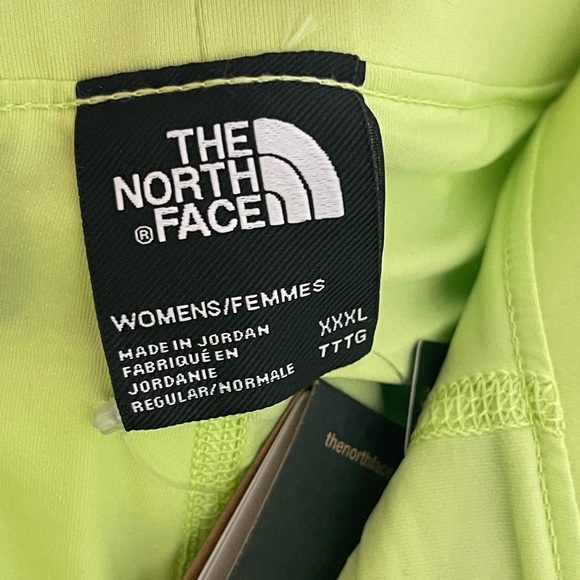 THE
NORTH
® FACE
WOMENS/FEMMES
MADE IN JORDAN
FABRIQUÉ EN
JORDANIE
REGULAR/NORMALE
XXXL
TTTG
thenorthface